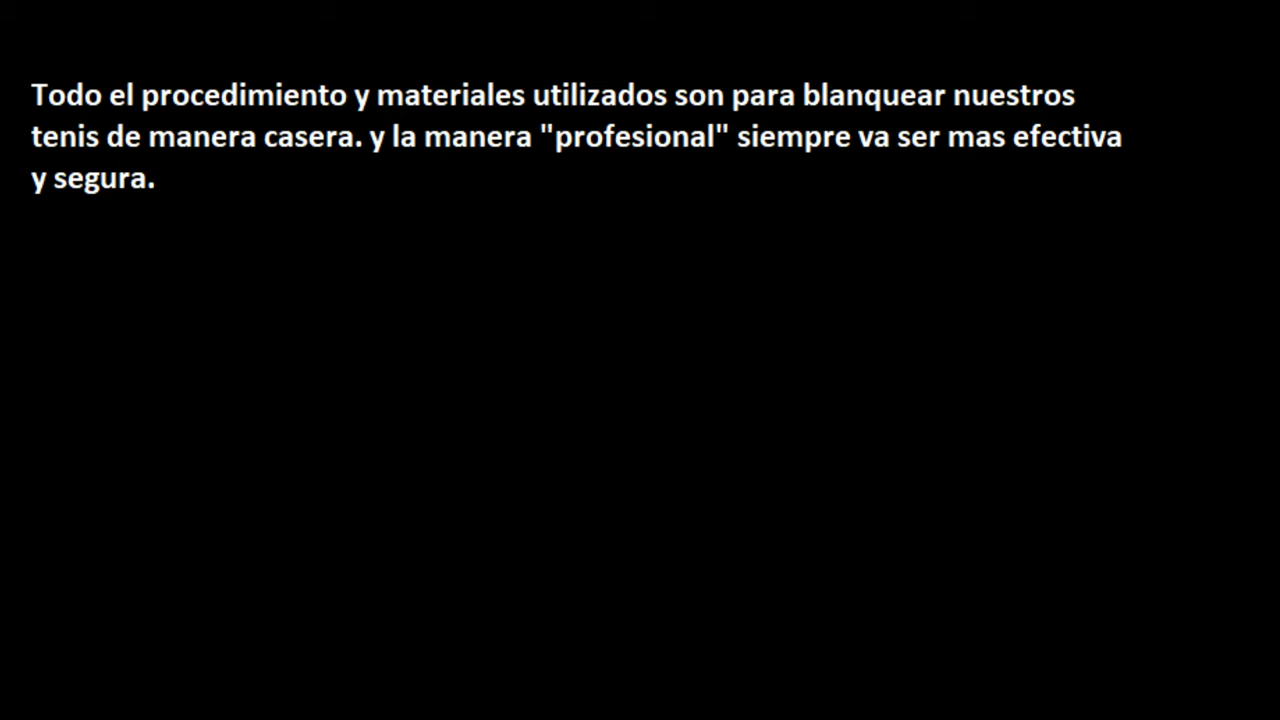 Todo el procedimiento y materiales utilizados son para blanquear nuestros
tenis de manera casera. y la manera "profesional" siempre va ser mas efectiva
y segura.